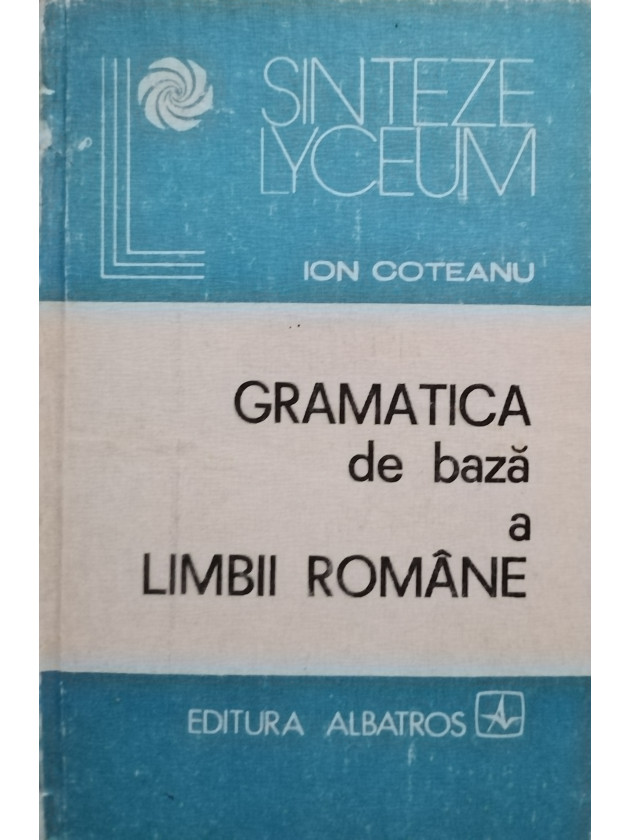 SINTEZE
LYCEUM
ION COTEANU
GRAMATICA
de bază
a
LIMBII ROMÂNE
EDITURA ALBATROS